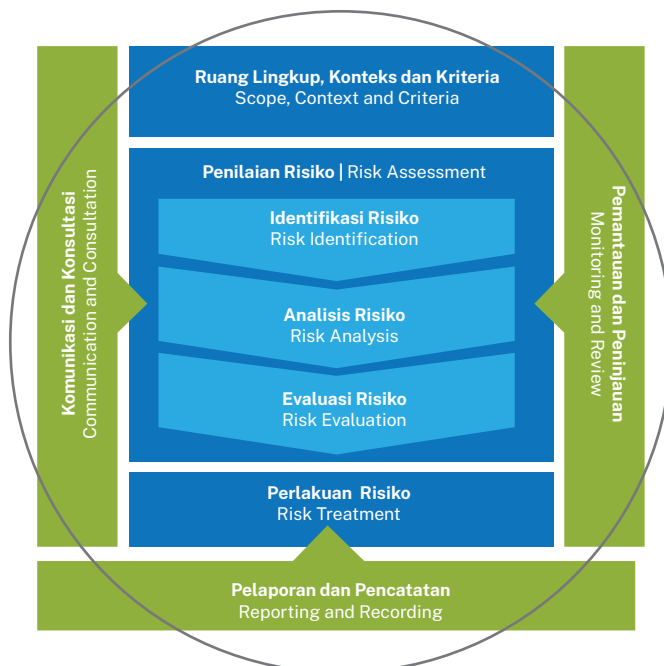 Ruang Lingkup, Konteks dan Kriteria
Scope, Context and Criteria
Penilaian Risiko | Risk Assessment
Identifikasi Risiko
Risk Identification
Analisis Risiko
Risk Analysis
Evaluasi Risiko
Risk Evaluation
Perlakuan Risiko
Risk Treatment
Komunikasi dan Konsultasi
Communication and Consultation
Pemantauan dan Peninjauan
Monitoring and Review
Pelaporan dan Pencatatan
Reporting and Recording